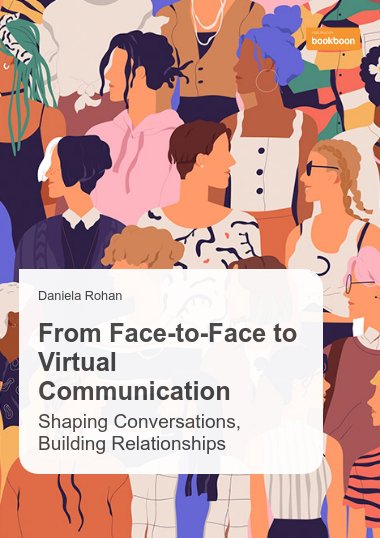 bookboon
Daniela Rohan
From Face-to-Face to
Virtual
Communication
Shaping Conversations,
Building Relationships